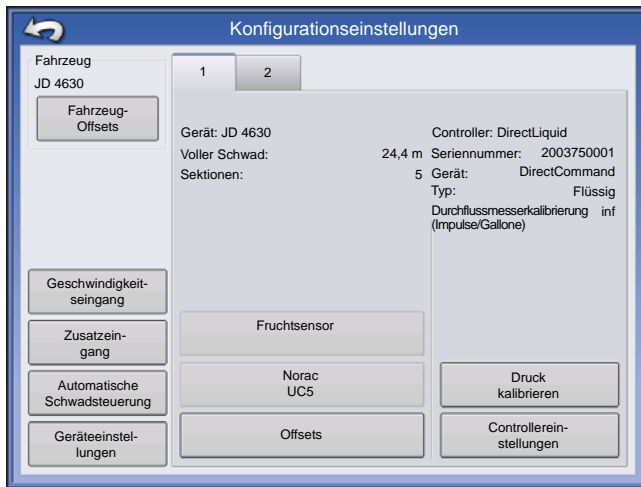 Konfigurationseinstellungen
Fahrzeug
JD 4630
Fahrzeug-
Offsets
1
2
Gerät: JD 4630
Voller Schwad: 24,4 m
Sektionen: 5
Controller: DirectLiquid
Seriennummer: 2003750001
Gerät: DirectCommand
Typ: Flüssig
Durchflussmesserkalibrierung inf
(Impulse/Gallone)
Geschwindigkeit-
seingang
Zusatzein-
gang
Automatische
Schwadsteuerung
Geräteeinstel-
lungen
Fruchtsensor
Norac
UC5
Offsets
Druck
kalibrieren
Controllerein-
stellungen